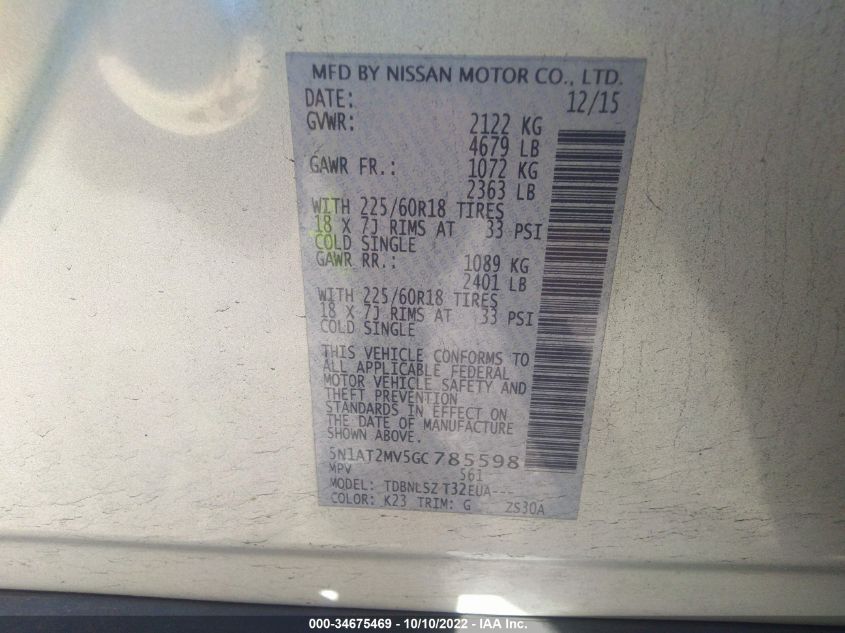 MFD BY NISSAN MOTOR CO., LTD.
DATE: 12/15
GVWR: 2122 KG
4679 LB
GAWR FR.: 1072 KG
2363 LB
WITH 225/60R18 TIRES
18 X 7J RIMS AT 33 PSI
COLD SINGLE
GAWR RR.: 1089 KG
2401 LB
WITH 225/60R18 TIRES
18 X 7J RIMS AT 33 PSI
COLD SINGLE
THIS VEHICLE CONFORMS TO
ALL APPLICABLE FEDERAL
MOTOR VEHICLE SAFETY AND
THEFT PREVENTION
STANDARDS IN EFFECT ON
THE DATE OF MANUFACTURE
SHOWN ABOVE.
5N1AT2MV5GC785598
MPV 561
MODEL: TDBNLSZ T32EUA---
COLOR: K23 TRIM: G ZS30A
000-34675469 - 10/10/2022 - IAA Inc.